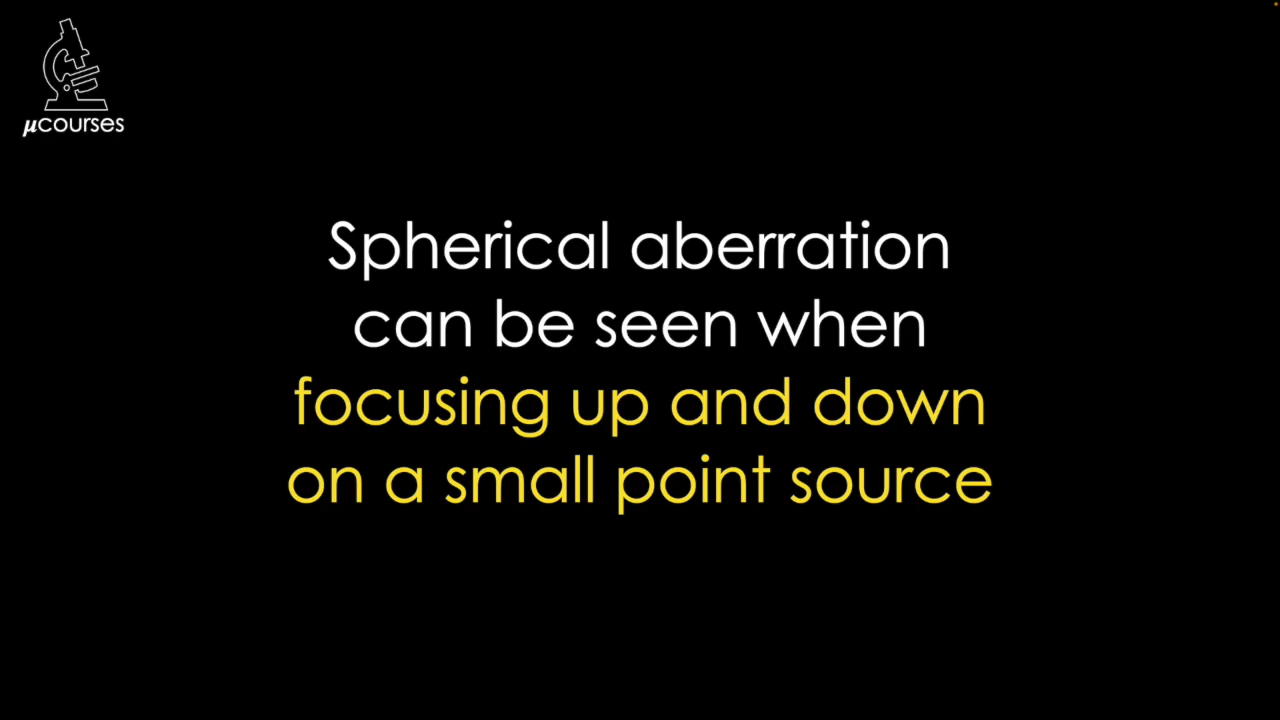 µcourses
Spherical aberration
can be seen when
focusing up and down
on a small point source